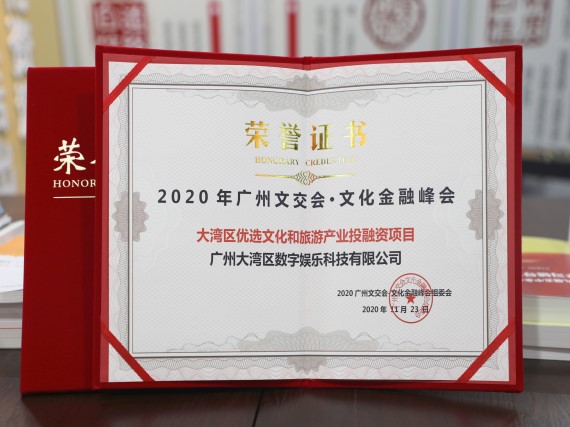 荣誉证书
HONORARY CREDENTIAL
2020年广州文交会·文化金融峰会
大湾区优选文化和旅游产业投融资项目
广州大湾区数字娱乐科技有限公司
2020广州文交会·文化金融峰会组委会
2020年11月23日
荣
HONOR